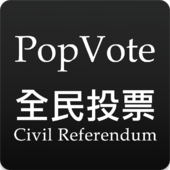 PopVote
全民投票
Civil Referendum